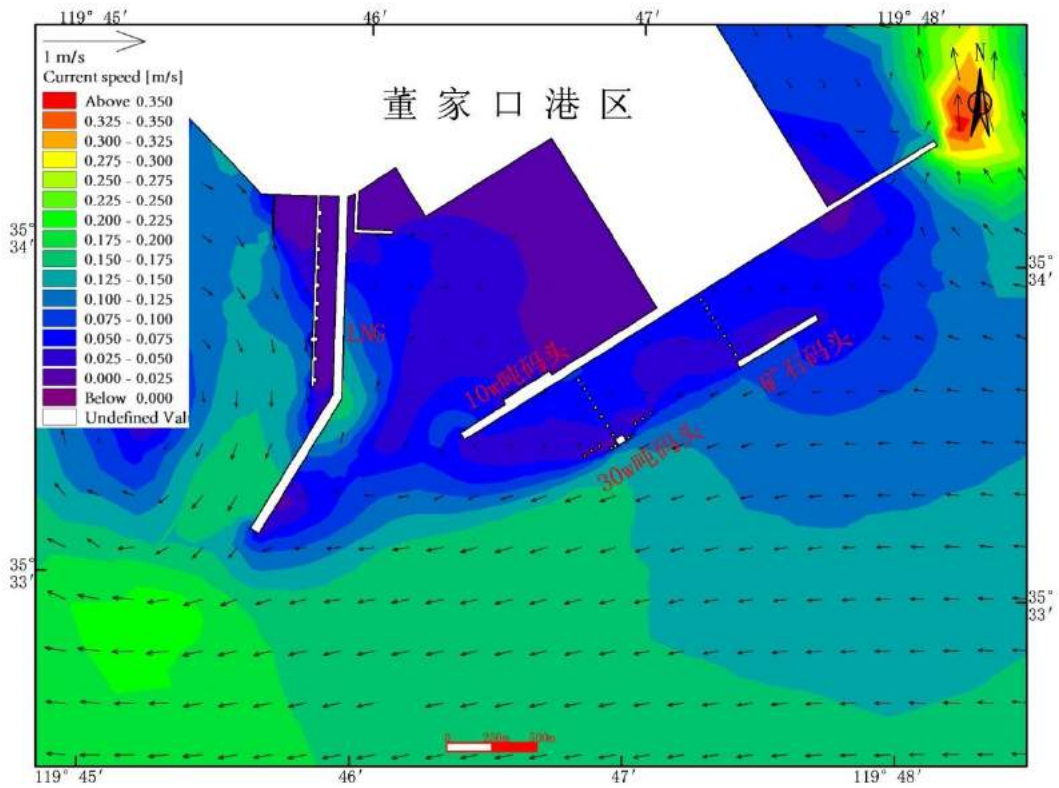 119° 45′ 46′ 47′ 119° 48′
N
1 m/s
Current speed [m/s]
Above 0.350
0.325 - 0.350
0.300 - 0.325
0.275 - 0.300
0.250 - 0.275
0.225 - 0.250
0.200 - 0.225
0.175 - 0.200
0.150 - 0.175
0.125 - 0.150
0.100 - 0.125
0.075 - 0.100
0.050 - 0.075
0.025 - 0.050
0.000 - 0.025
Below 0.000
Undefined Val
董家口港区
35°
34′
35°
34′
LNG
10w吨码头
矿石码头
30w吨码头
35°
33′
35°
33′
0 250m 500m
119° 45′ 46′ 47′ 119° 48′